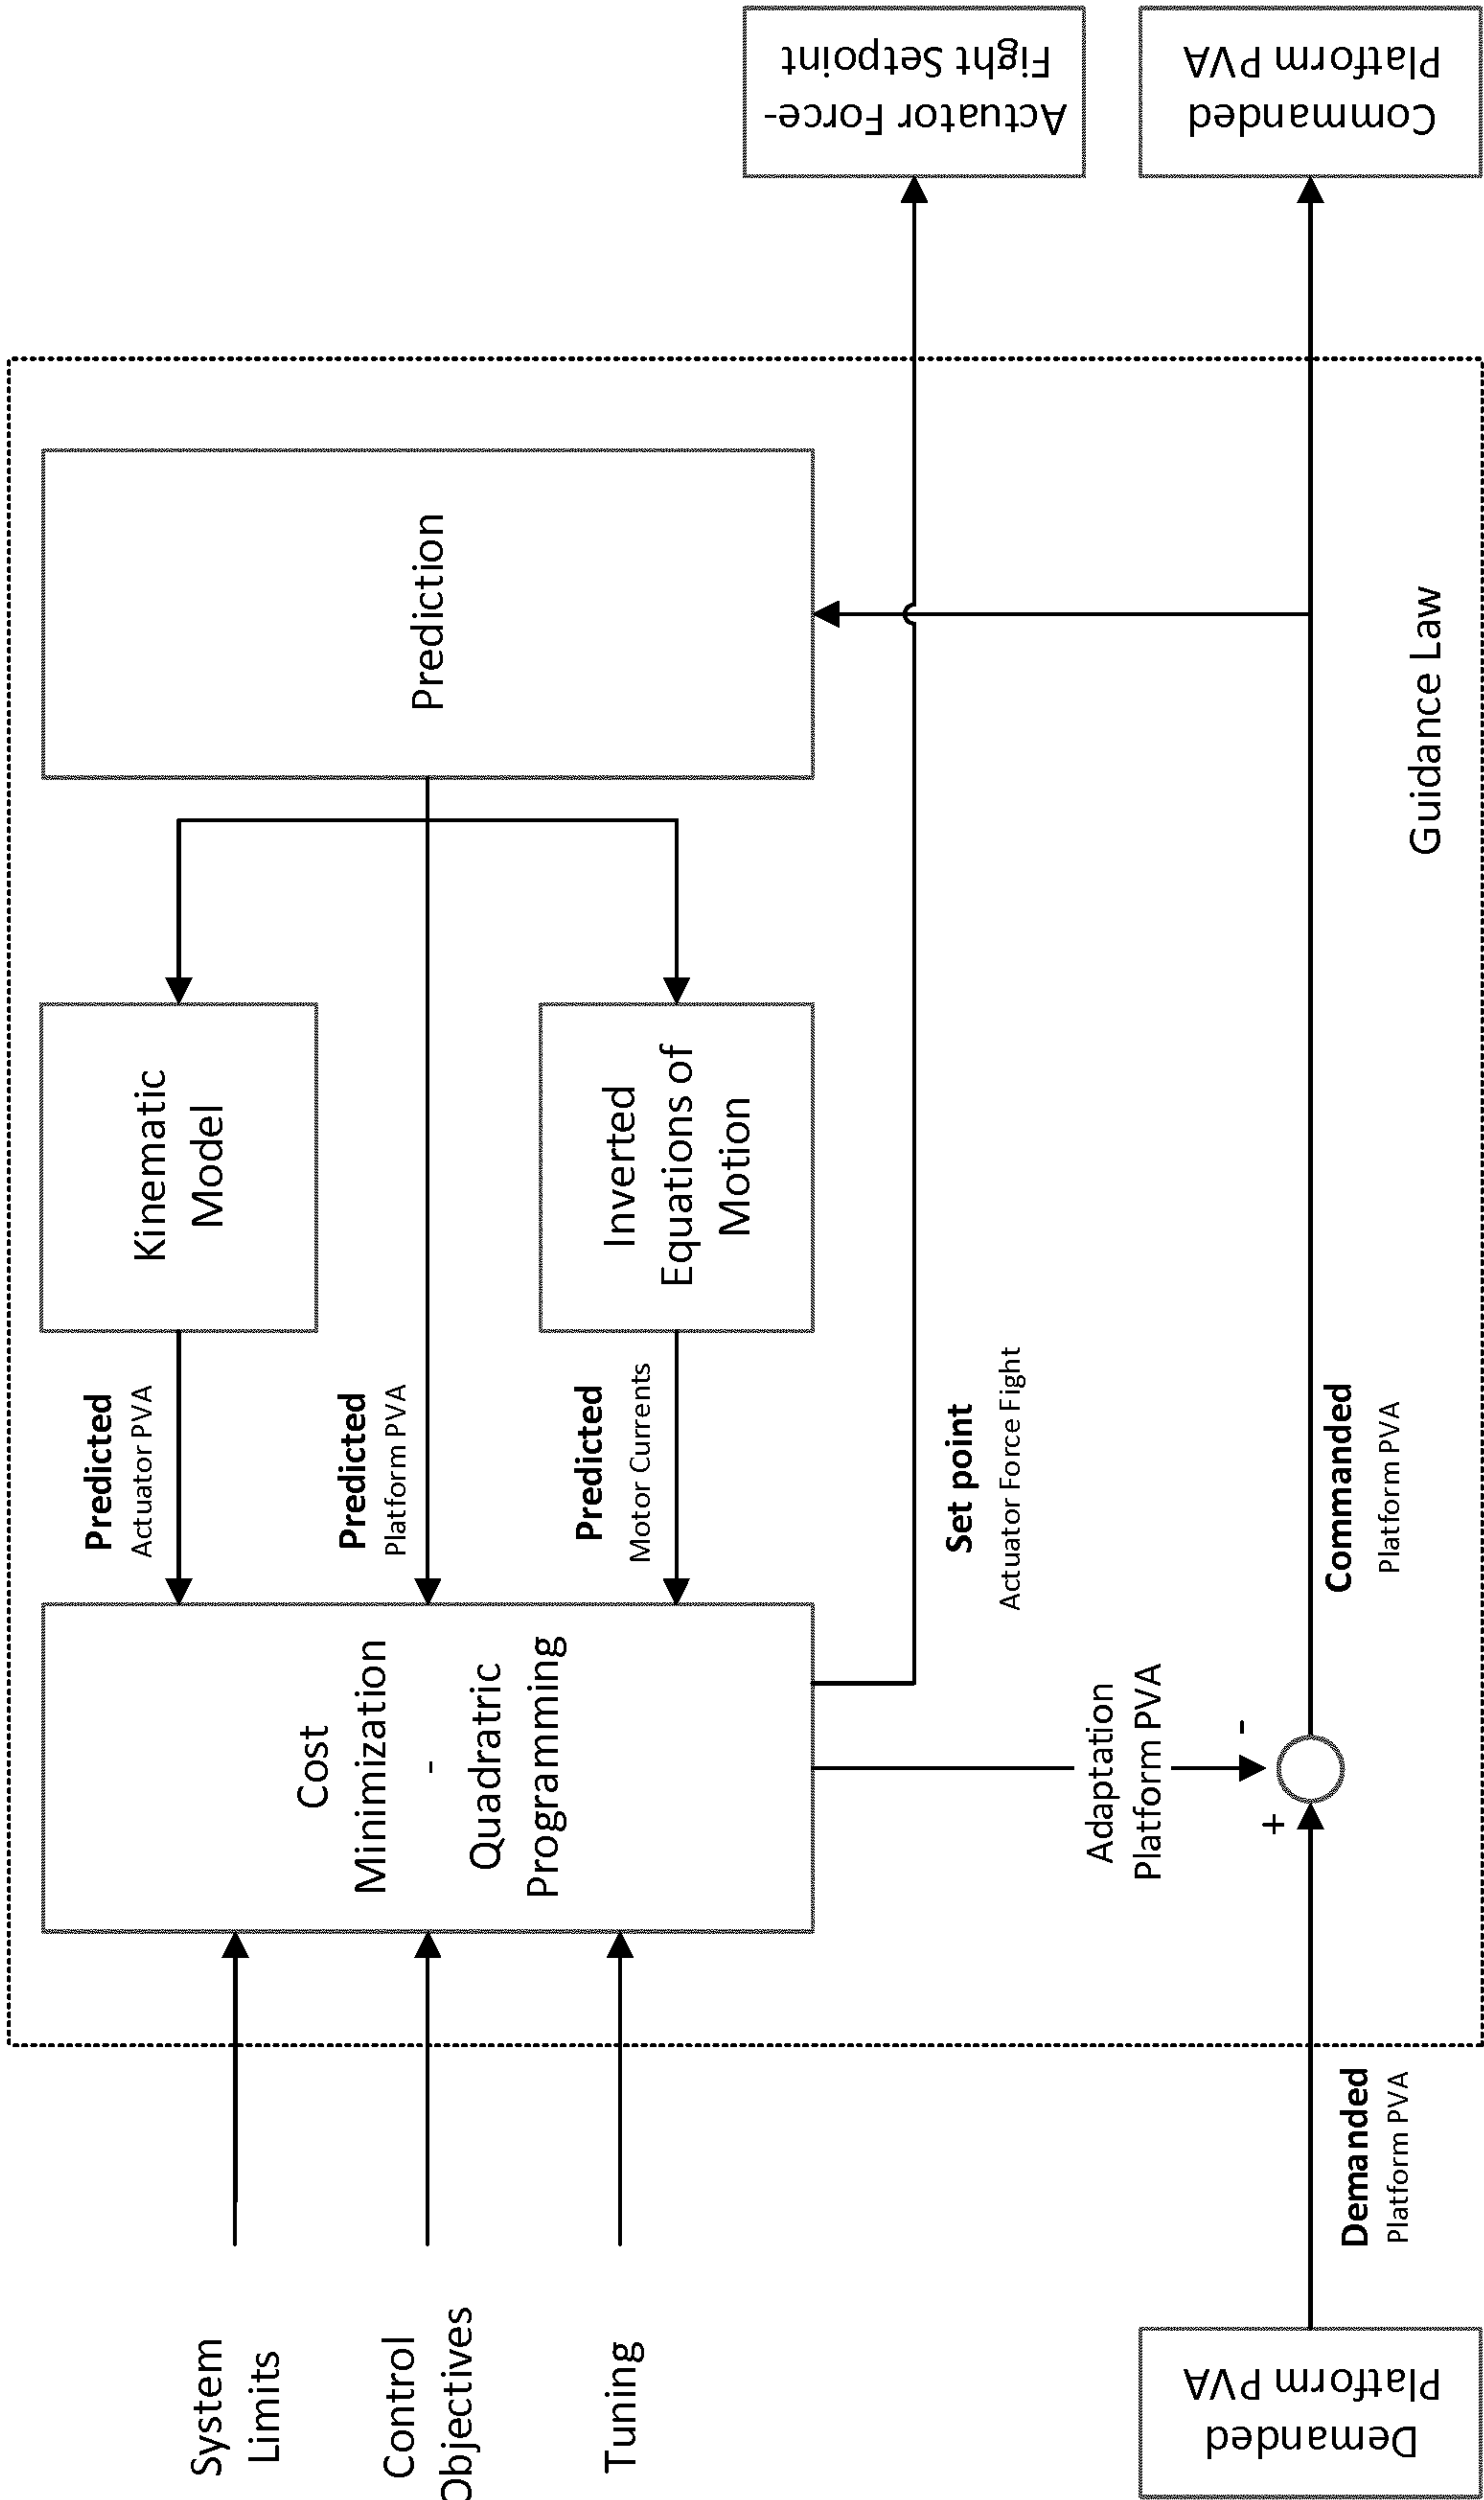 System
Limits
Control
Objectives
Tuning
Cost
Minimization
-
Quadratric
Programming
Predicted
Actuator PVA
Predicted
Platform PVA
Predicted
Motor Currents
Kinematic
Model
Inverted
Equations of
Motion
Prediction
Set point
Actuator Force Fight
Adaptation
Platform PVA
-
+
Demanded
Platform PVA
Demanded
Platform PVA
Commanded
Platform PVA
Guidance Law
Actuator Force-
Fight Setpoint
Commanded
Platform PVA